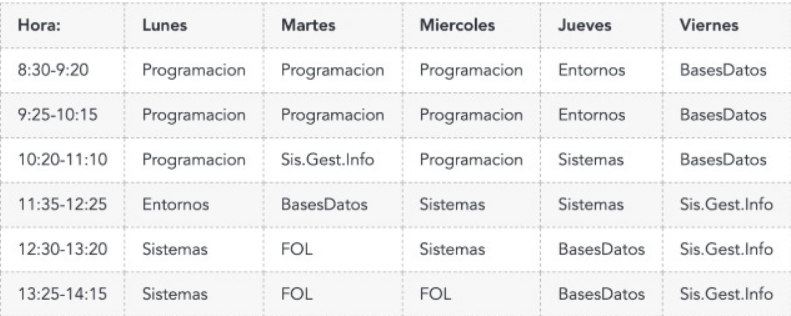 Hora: Lunes Martes Miercoles Jueves Viernes
8:30-9:20 Programacion Programacion Programacion Entornos BasesDatos
9:25-10:15 Programacion Programacion Programacion Entornos BasesDatos
10:20-11:10 Programacion Sis.Gest.Info Programacion Sistemas BasesDatos
11:35-12:25 Entornos BasesDatos Sistemas Sistemas Sis.Gest.Info
12:30-13:20 Sistemas FOL Sistemas BasesDatos Sis.Gest.Info
13:25-14:15 Sistemas FOL FOL BasesDatos Sis.Gest.Info